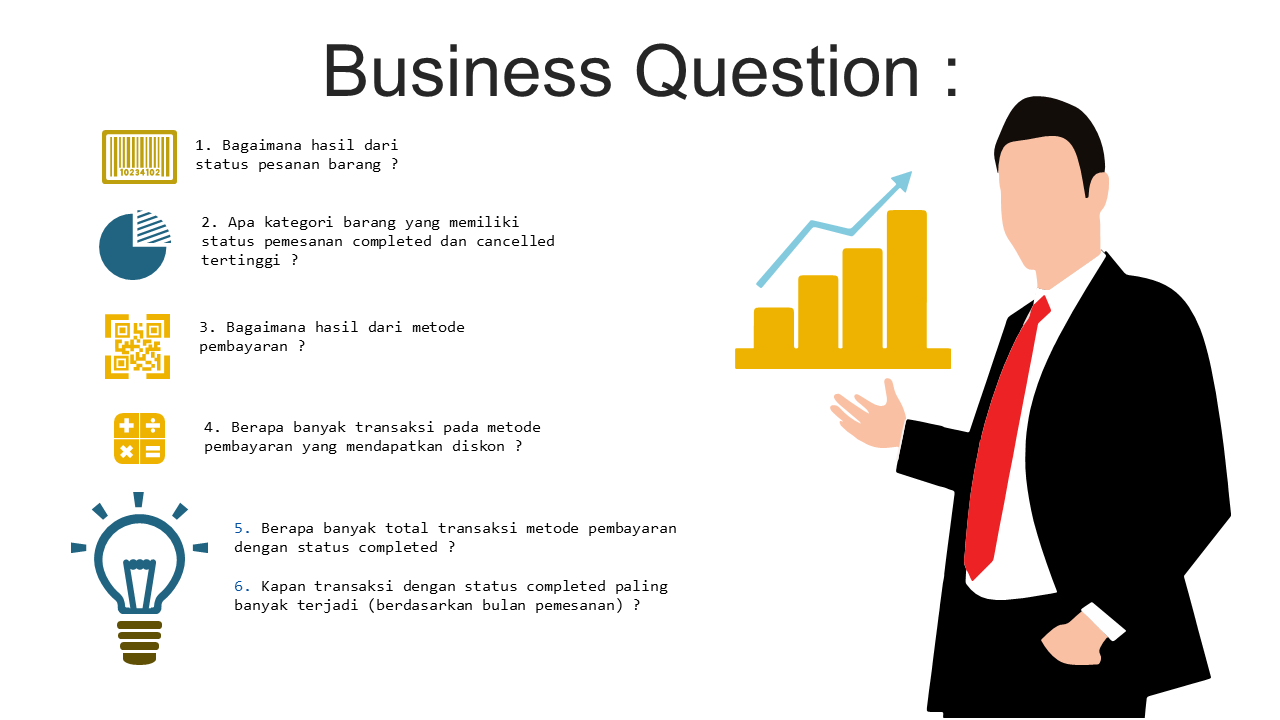 Business Question :
1. Bagaimana hasil dari
status pesanan barang ?
10234102
2. Apa kategori barang yang memiliki
status pemesanan completed dan cancelled
tertinggi ?
3. Bagaimana hasil dari metode
pembayaran ?
4. Berapa banyak transaksi pada metode
pembayaran yang mendapatkan diskon ?
5. Berapa banyak total transaksi metode pembayaran
dengan status completed ?
6. Kapan transaksi dengan status completed paling
banyak terjadi (berdasarkan bulan pemesanan) ?